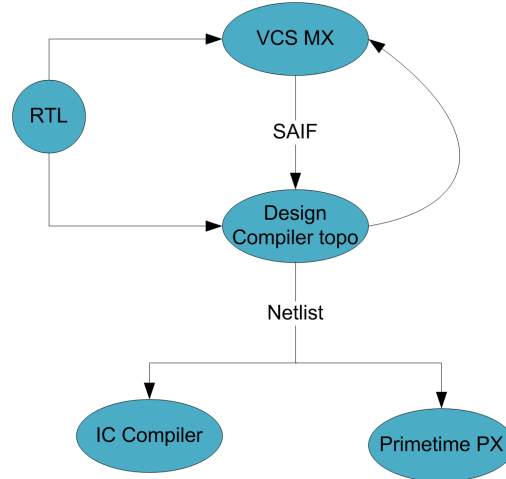 VCS MX
RTL
SAIF
Design
Compiler topo
Netlist
IC Compiler
Primetime PX